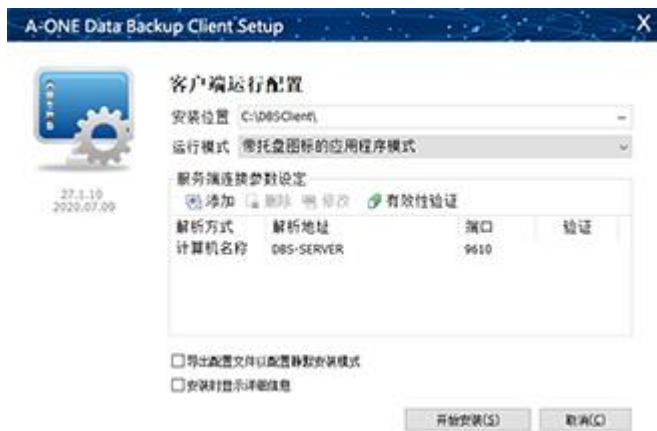 A-ONE Data Backup Client Setup X
客户端运行配置
安装位置 C:\DBSClient\
运行模式 带托盘图标的应用程序模式
服务端连接参数设定
添加 删除 修改 有效性验证
解析方式 解析地址 端口 验证
计算机名称 DBS-SERVER 9610
27.1.10
2020.07.09
导出配置文件以配置静默安装模式
安装时显示详细信息
开始安装(S) 取消(C)